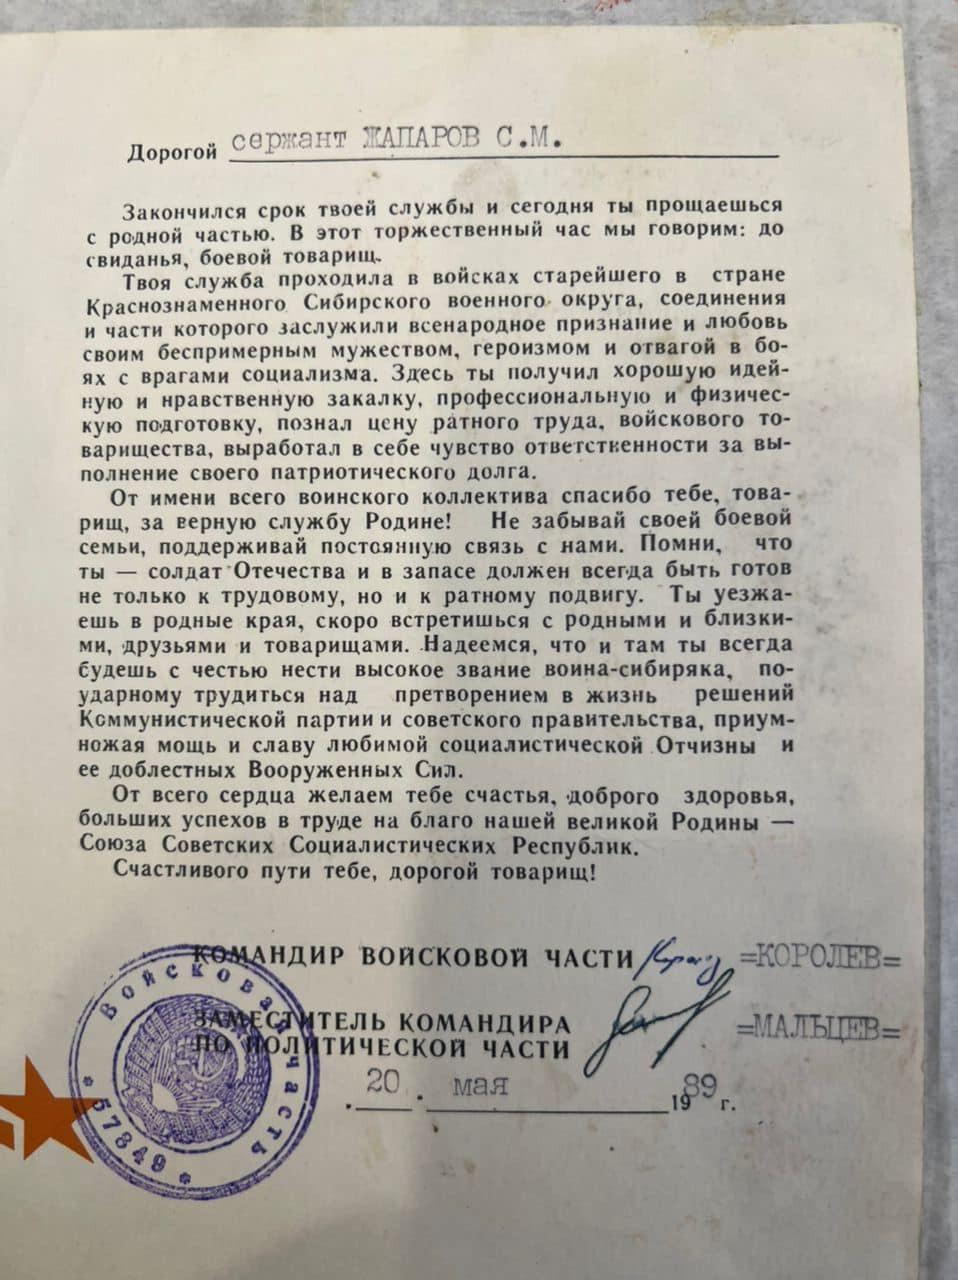 Дорогой сержант ЖАПАРОВ С.М.
Закончился срок твоей службы и сегодня ты прощаешься
с родной частью. В этот торжественный час мы говорим: до
свиданья, боевой товарищ.
Твоя служба проходила в войсках старейшего в стране
Краснознаменного Сибирского военного округа, соединения
и части которого заслужили всенародное признание и любовь
своим беспримерным мужеством, героизмом и отвагой в бо-
ях с врагами социализма. Здесь ты получил хорошую идей-
ную и нравственную закалку, профессиональную и физичес-
кую подготовку, познал цену ратного труда, войскового то-
варищества, выработал в себе чувство ответственности за вы-
полнение своего патриотического долга.
От имени всего воинского коллектива спасибо тебе, това-
рищ, за верную службу Родине! Не забывай своей боевой
семьи, поддерживай постоянную связь с нами. Помни, что
ты — солдат Отечества и в запасе должен всегда быть готов
не только к трудовому, но и к ратному подвигу. Ты уезжа-
ешь в родные края, скоро встретишься с родными и близки-
ми, друзьями и товарищами. Надеемся, что и там ты всегда
будешь с честью нести высокое звание воина-сибиряка, по-
ударному трудиться над претворением в жизнь решений
Коммунистической партии и советского правительства, приум-
ножая мощь и славу любимой социалистической Отчизны и
ее доблестных Вооруженных Сил.
От всего сердца желаем тебе счастья, доброго здоровья,
больших успехов в труде на благо нашей великой Родины —
Союза Советских Социалистических Республик.
Счастливого пути тебе, дорогой товарищ!
КОМАНДИР ВОЙСКОВОЙ ЧАСТИ =КОРОЛЕВ=
ЗАМЕСТИТЕЛЬ КОМАНДИРА
ПО ПОЛИТИЧЕСКОЙ ЧАСТИ =МАЛЬЦЕВ=
20. мая 1989 г.
Войсковая часть
* 57849 *